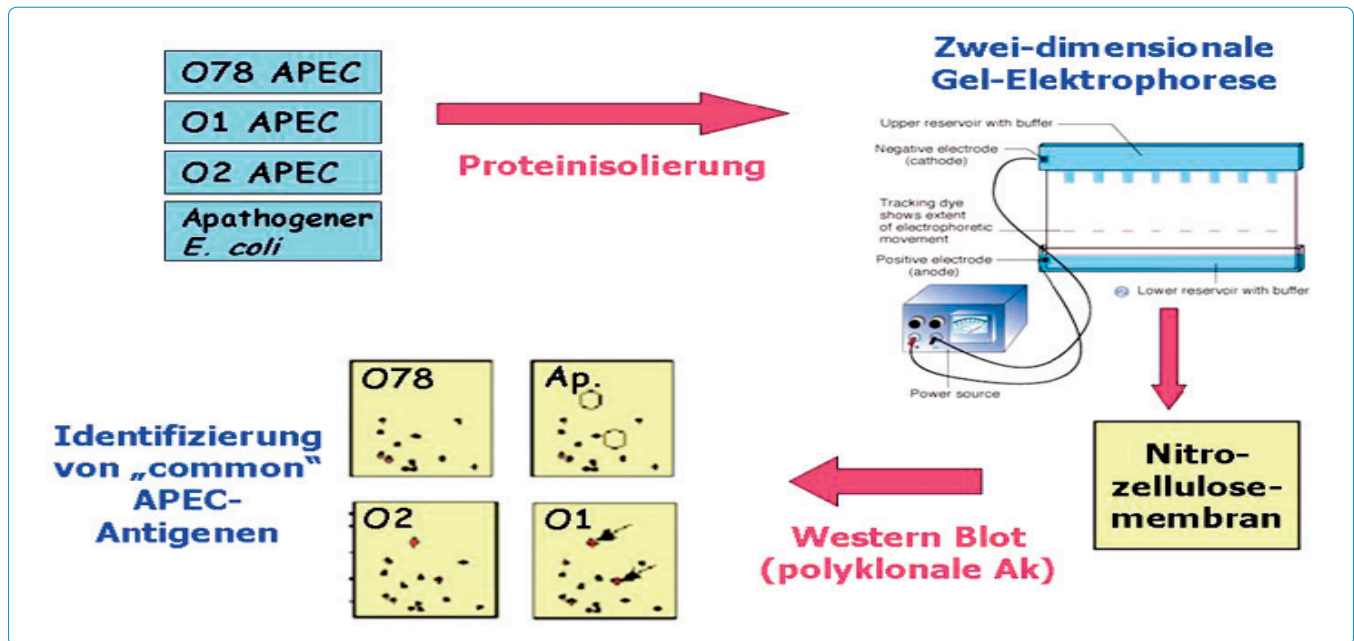 O78 APEC
O1 APEC
O2 APEC
Apathogener
E. coli
Proteinisolierung
Zwei-dimensionale
Gel-Elektrophorese
Upper reservoir with buffer
Negative electrode
(cathode)
Tracking dye
shows extent
of electrophoretic
movement
Positive electrode
(anode)
2 Lower reservoir with buffer
Power source
Nitro-
zellulose-
membran
Western Blot
(polyklonale Ak)
O78
Ap.
O2
O1
Identifizierung
von „common“
APEC-
Antigenen